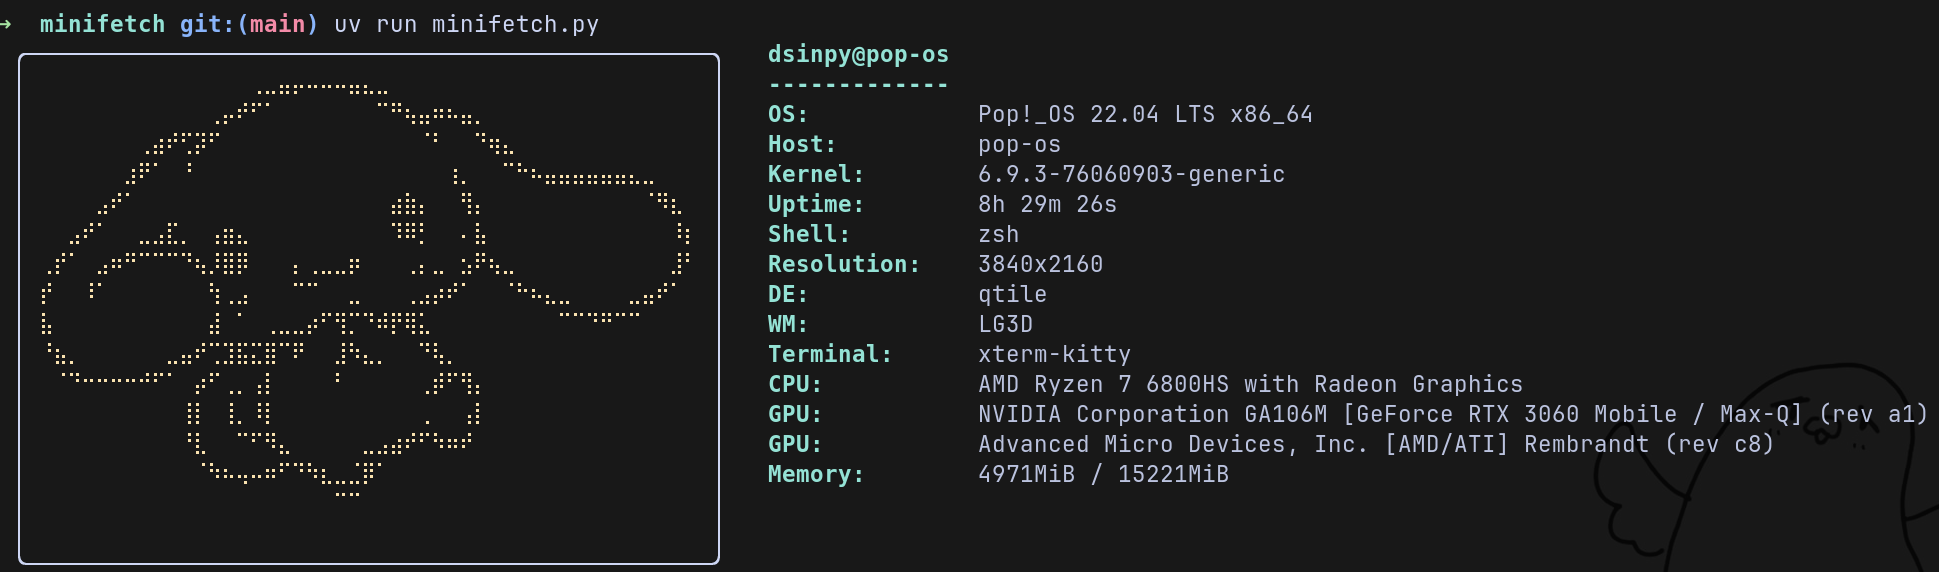 → minifetch git:(main) uv run minifetch.py
dsinpy@pop-os
-------------
OS: Pop!_OS 22.04 LTS x86_64
Host: pop-os
Kernel: 6.9.3-76060903-generic
Uptime: 8h 29m 26s
Shell: zsh
Resolution: 3840x2160
DE: qtile
WM: LG3D
Terminal: xterm-kitty
CPU: AMD Ryzen 7 6800HS with Radeon Graphics
GPU: NVIDIA Corporation GA106M [GeForce RTX 3060 Mobile / Max-Q] (rev a1)
GPU: Advanced Micro Devices, Inc. [AMD/ATI] Rembrandt (rev c8)
Memory: 4971MiB / 15221MiB